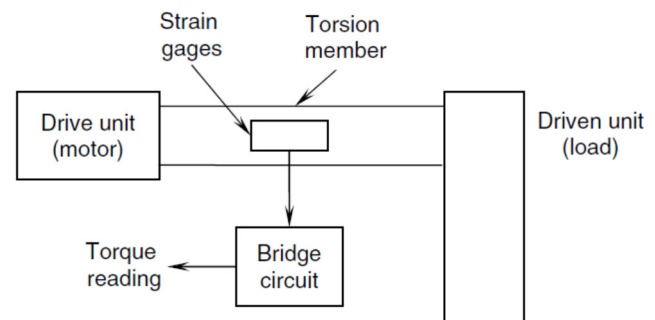 Strain
gages
Torsion
member
Drive unit
(motor)
Driven unit
(load)
Bridge
circuit
Torque
reading